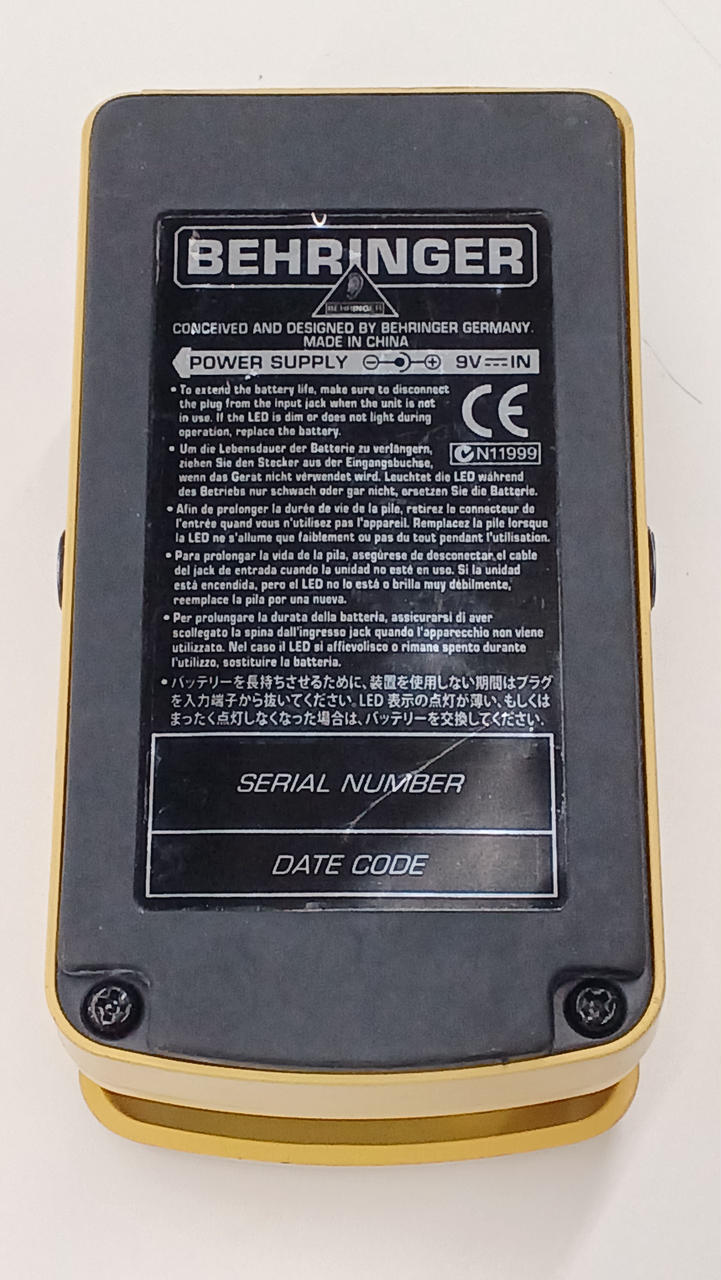 BEHRINGER
BEHRINGER
CONCEIVED AND DESIGNED BY BEHRINGER GERMANY.
MADE IN CHINA
POWER SUPPLY 9V IN
• To extend the battery life, make sure to disconnect
the plug from the input jack when the unit is not
in use. If the LED is dim or does not light during
operation, replace the battery.
CE
N11999
• Um die Lebensdauer der Batterie zu verlängern,
ziehen Sie den Stecker aus der Eingangsbuchse,
wenn das Gerät nicht verwendet wird. Leuchtet die LED während
des Betriebs nur schwach oder gar nicht, ersetzen Sie die Batterie.
• Afin de prolonger la durée de vie de la pile, retirez le connecteur de
l'entrée quand vous n'utilisez pas l'appareil. Remplacez la pile lorsque
la LED ne s'allume que faiblement ou pas du tout pendant l'utilisation.
• Para prolongar la vida de la pila, asegúrese de desconectar el cable
del jack de entrada cuando la unidad no esté en uso. Si la unidad
está encendida, pero el LED no lo está o brilla muy débilmente,
reemplace la pila por una nueva.
• Per prolungare la durata della batteria, assicurarsi di aver
scollegato la spina dall'ingresso jack quando l'apparecchio non viene
utilizzato. Nel caso il LED si affievolisce o rimane spento durante
l'utilizzo, sostituire la batteria.
• バッテリーを長持ちさせるために、装置を使用しない期間はプラグ
を入力端子から抜いてください。LED 表示の点灯が薄い、もしくは
まったく点灯しなくなった場合は、バッテリーを交換してください.
SERIAL NUMBER
DATE CODE